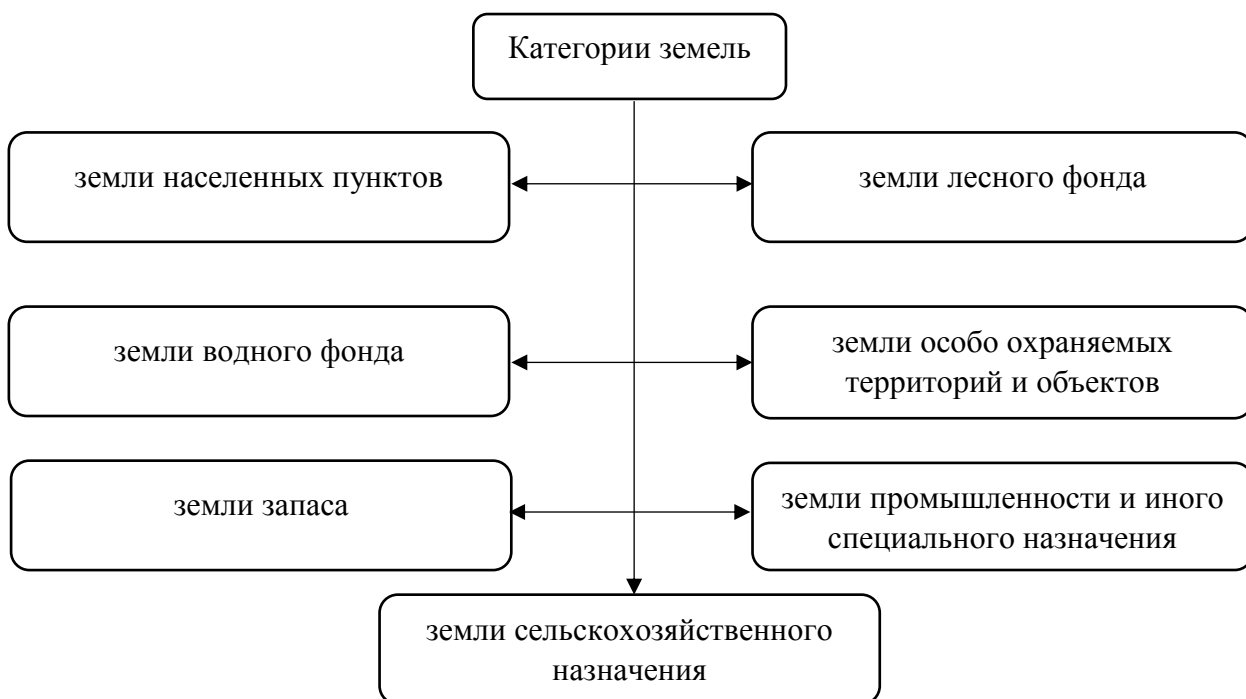 Категории земель
земли населенных пунктов
земли лесного фонда
земли водного фонда
земли особо охраняемых
территорий и объектов
земли запаса
земли промышленности и иного
специального назначения
земли сельскохозяйственного
назначения